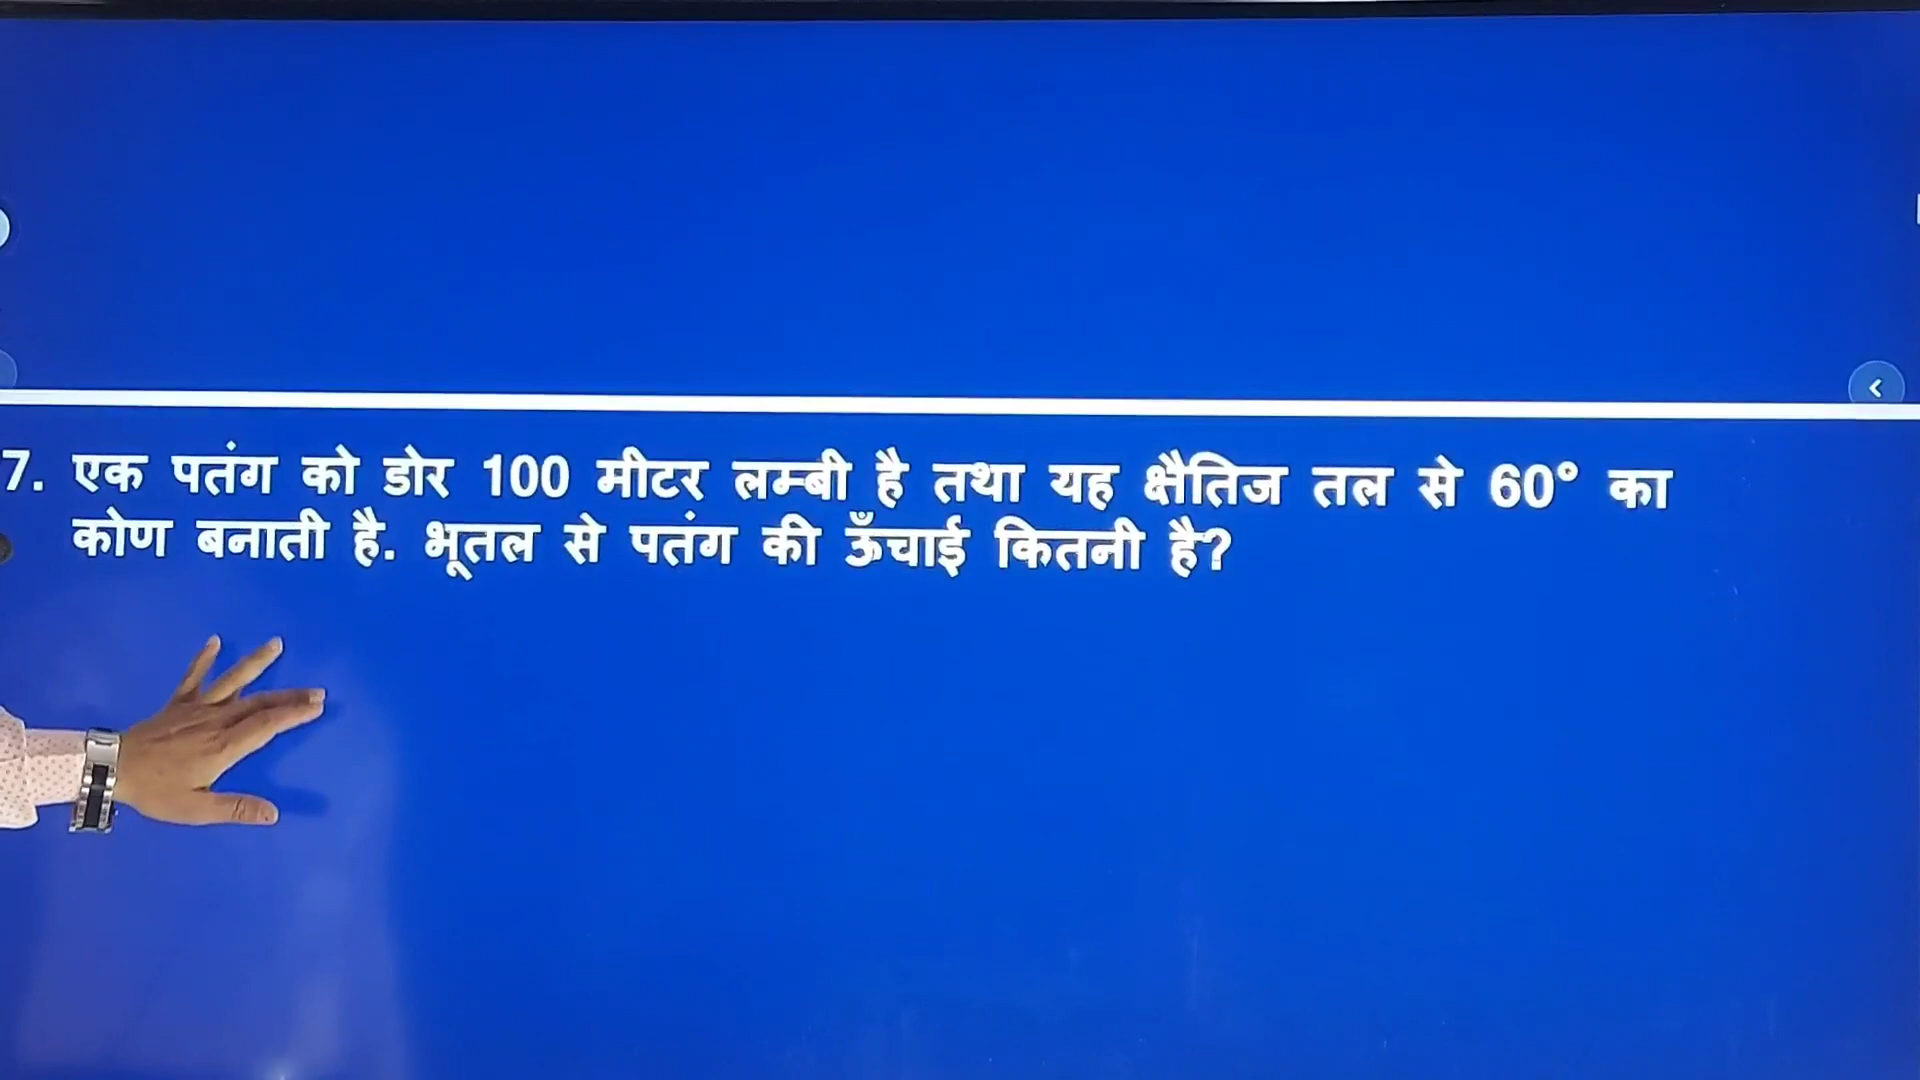 7. एक पतंग को डोर 100 मीटर लम्बी है तथा यह क्षैतिज तल से 60° का
कोण बनाती है. भूतल से पतंग की ऊँचाई कितनी है?